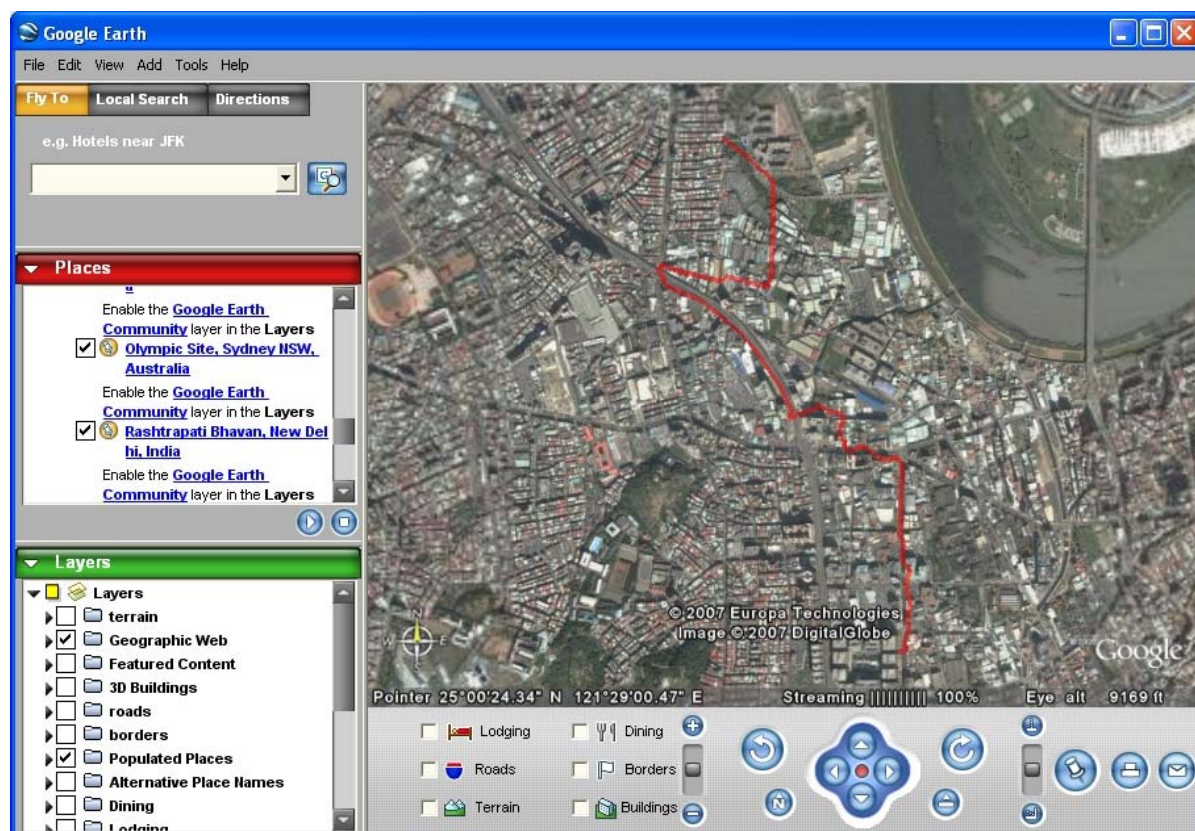 Google Earth
File Edit View Add Tools Help
Fly To Local Search Directions
e.g. Hotels near JFK
Places
a
Enable the Google Earth
Community layer in the Layers
Olympic Site, Sydney NSW,
Australia
Enable the Google Earth
Community layer in the Layers
Rashtrapati Bhavan, New Del
hi, India
Enable the Google Earth
Community layer in the Layers
Layers
Layers
terrain
Geographic Web
Featured Content
3D Buildings
roads
borders
Populated Places
Alternative Place Names
Dining
Lodging
N
W E
© 2007 Europa Technologies
Image © 2007 DigitalGlobe
Google
Pointer 25°00'24.34" N 121°29'00.47" E Streaming |||||||||| 100% Eye alt 9169 ft
Lodging Dining
Roads Borders
Terrain Buildings
N